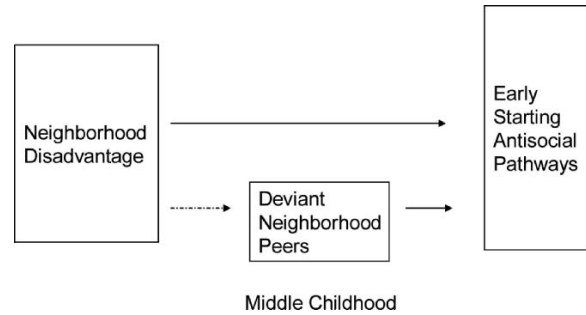 Neighborhood
Disadvantage
Early
Starting
Antisocial
Pathways
Deviant
Neighborhood
Peers
Middle Childhood